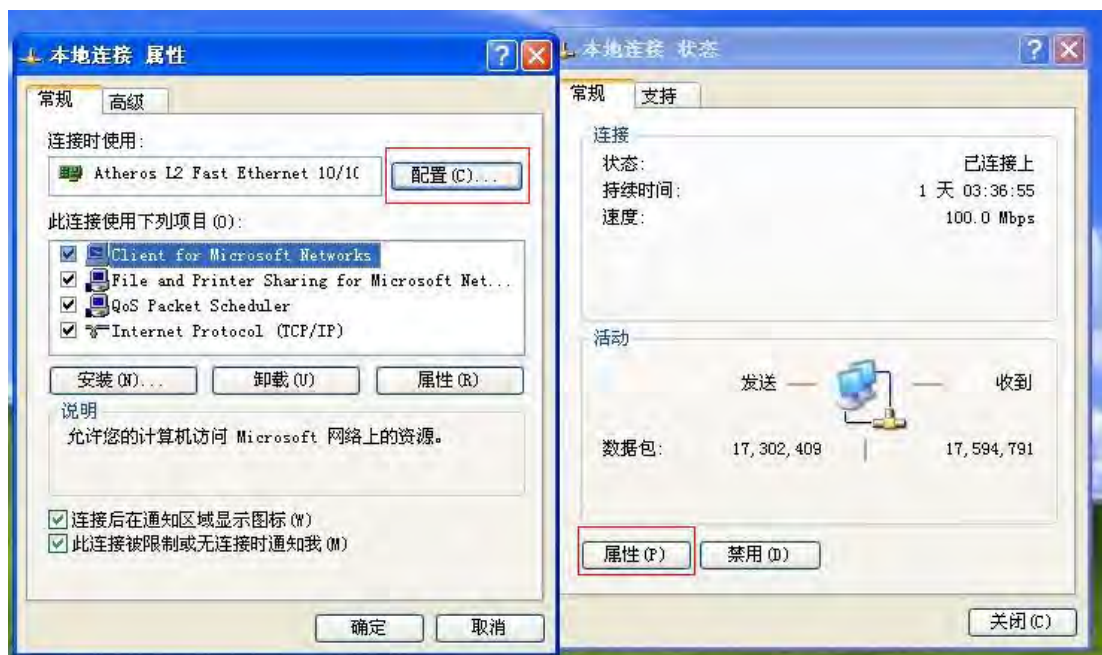 本地连接 属性
常规
高级
连接时使用:
Atheros L2 Fast Ethernet 10/10
配置(C)...
此连接使用下列项目(O):
Client for Microsoft Networks
File and Printer Sharing for Microsoft Net...
QoS Packet Scheduler
Internet Protocol (TCP/IP)
安装(N)...
卸载(U)
属性(R)
说明
允许您的计算机访问 Microsoft 网络上的资源。
连接后在通知区域显示图标(W)
此连接被限制或无连接时通知我(M)
确定
取消
本地连接 状态
常规
支持
连接
状态: 已连接上
持续时间: 1 天 03:36:55
速度: 100.0 Mbps
活动
发送 — — 收到
数据包: 17,302,409 | 17,594,791
属性(P)
禁用(D)
关闭(C)